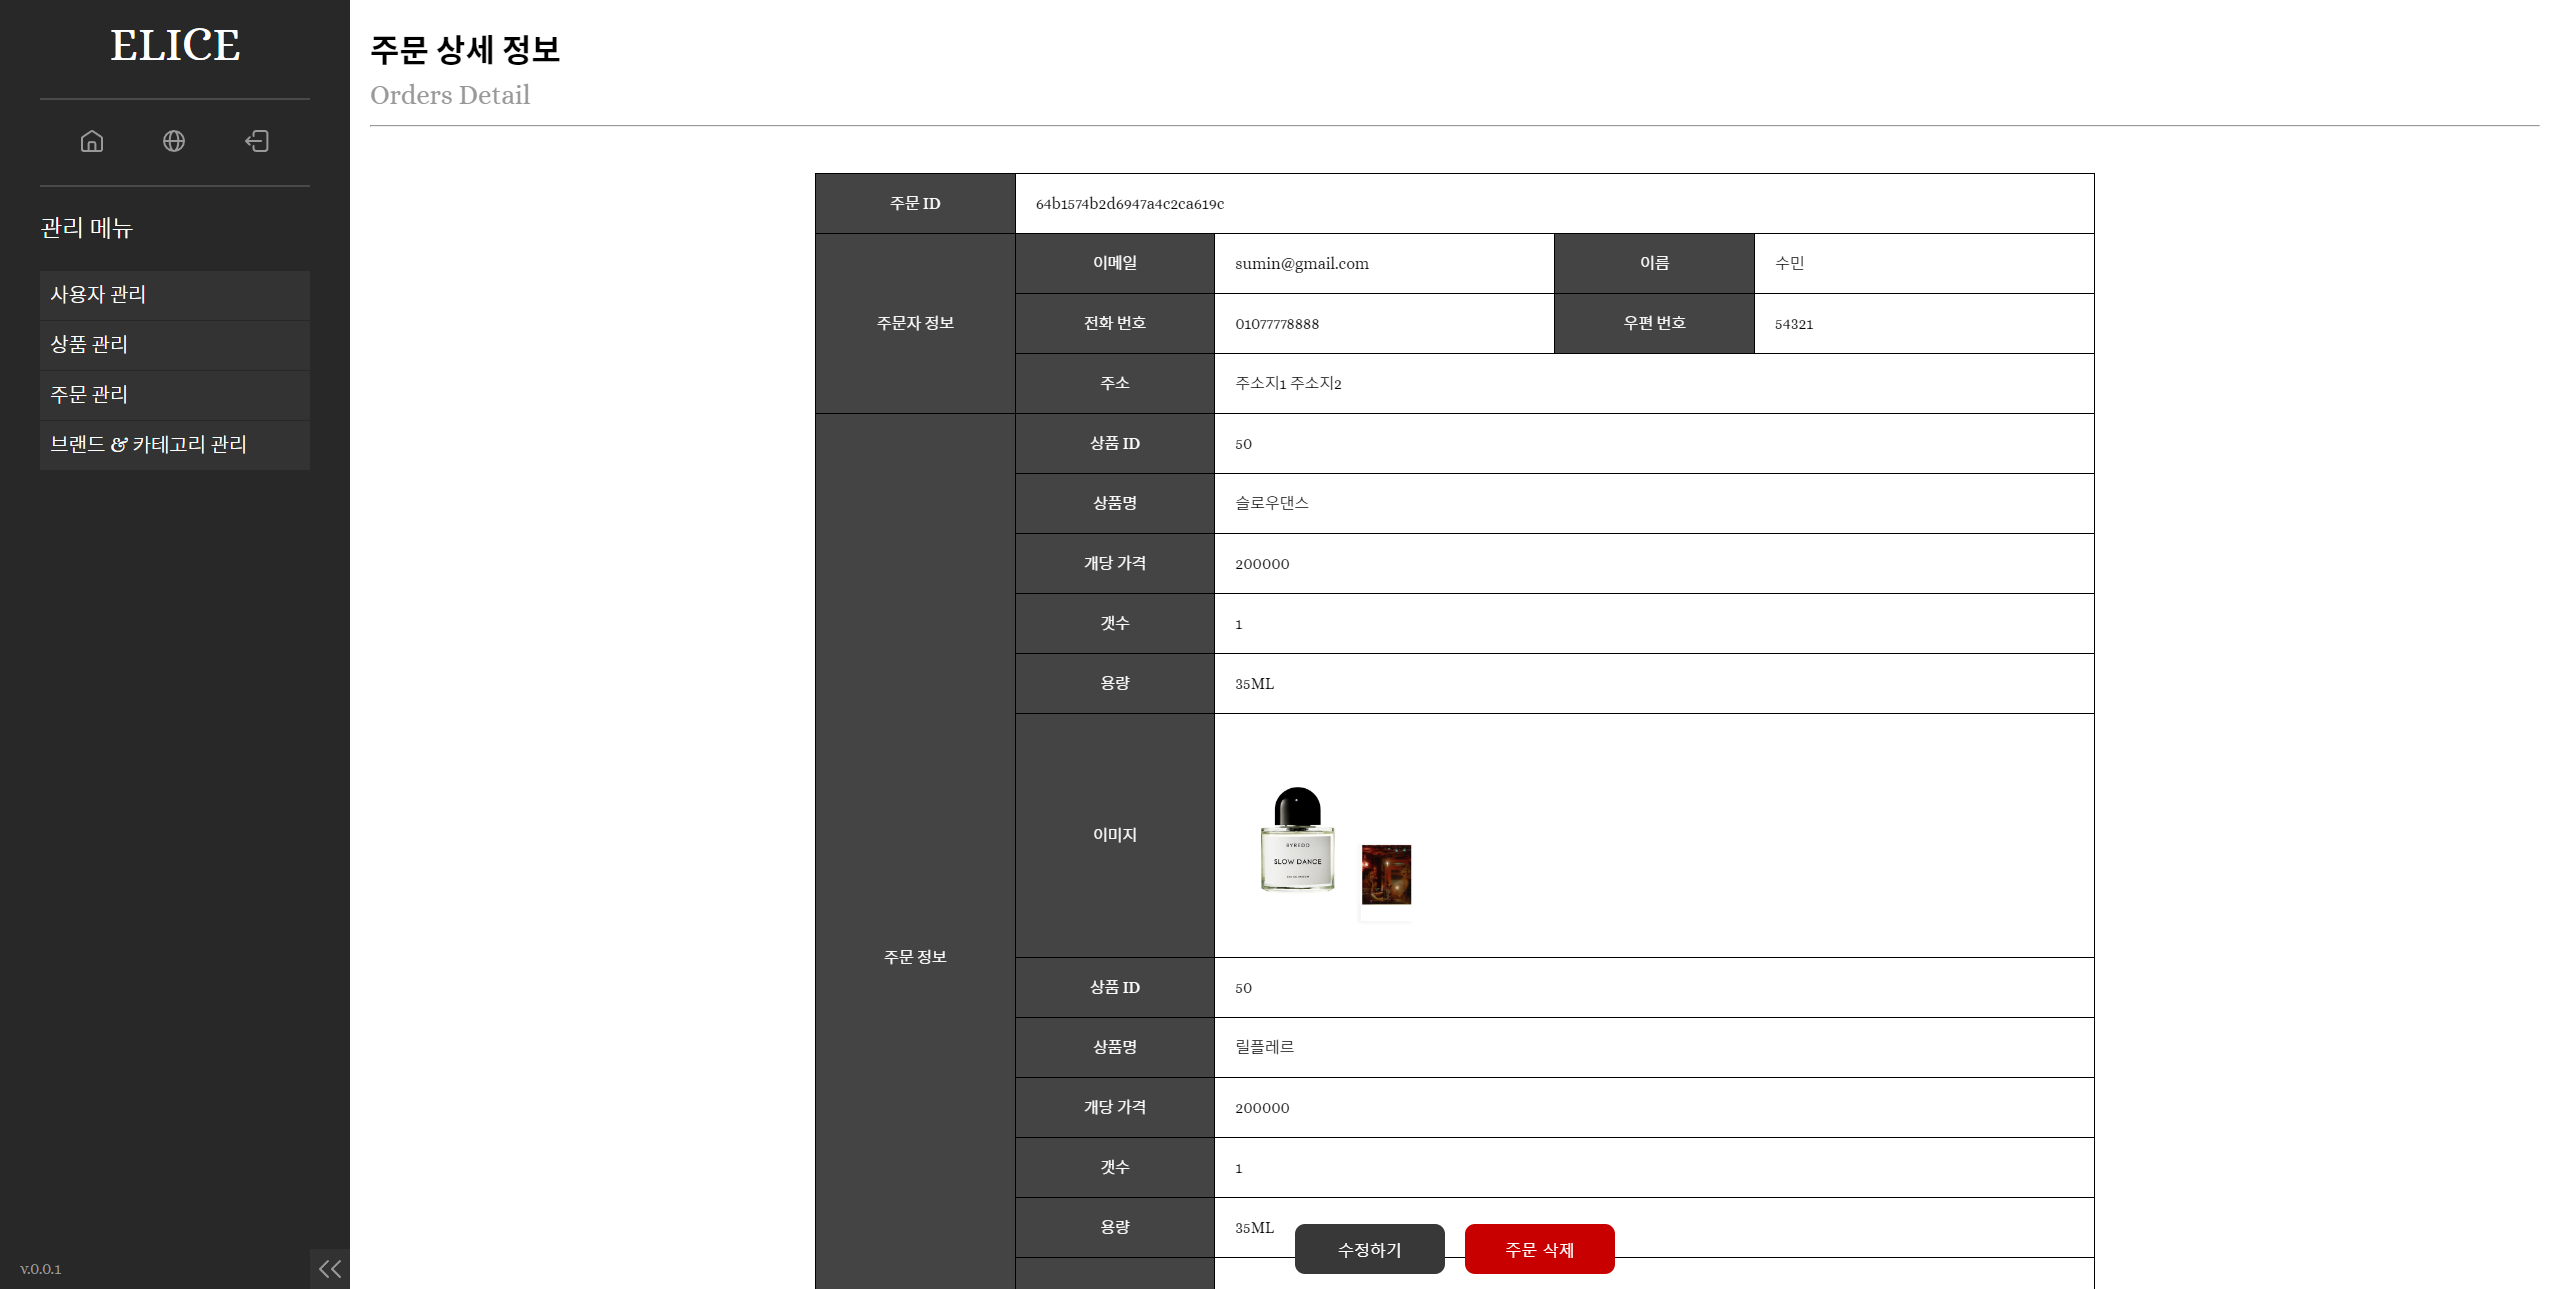 ELICE
관리 메뉴
사용자 관리
상품 관리
주문 관리
브랜드 & 카테고리 관리
v.0.0.1
주문 상세 정보
Orders Detail
주문 ID 64b1574b2d6947a4c2ca619c
주문자 정보
이메일 sumin@gmail.com 이름 수민
전화 번호 01077778888 우편 번호 54321
주소 주소지1 주소지2
주문 정보
상품 ID 50
상품명 슬로우댄스
개당 가격 200000
갯수 1
용량 35ML
이미지
BYREDO
SLOW DANCE
상품 ID 50
상품명 릴플레르
개당 가격 200000
갯수 1
용량 35ML
수정하기 주문 삭제